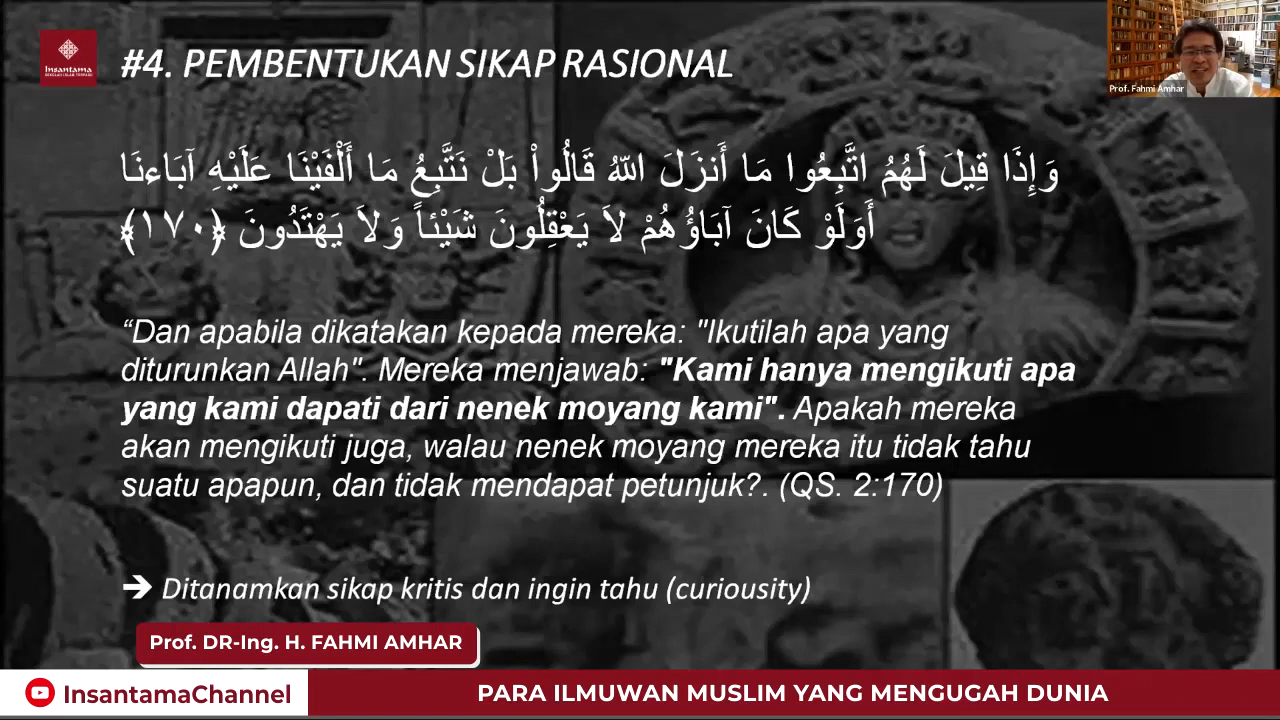 Insantama
SEKOLAH ISLAM TERPADU
#4. PEMBENTUKAN SIKAP RASIONAL
Prof. Fahmi Amhar
وَإِذَا قِيلَ لَهُمُ اتَّبِعُوا مَا أَنزَلَ اللّهُ قَالُواْ بَلْ نَتَّبِعُ مَا أَلْفَيْنَا عَلَيْهِ آبَاءنَا
أَوَلَوْ كَانَ آبَاؤُهُمْ لاَ يَعْقِلُونَ شَيْئاً وَلاَ يَهْتَدُونَ ﴿١٧٠﴾
“Dan apabila dikatakan kepada mereka: "Ikutilah apa yang
diturunkan Allah". Mereka menjawab: "Kami hanya mengikuti apa
yang kami dapati dari nenek moyang kami". Apakah mereka
akan mengikuti juga, walau nenek moyang mereka itu tidak tahu
suatu apapun, dan tidak mendapat petunjuk?. (QS. 2:170)
➔ Ditanamkan sikap kritis dan ingin tahu (curiousity)
Prof. DR-Ing. H. FAHMI AMHAR
InsantamaChannel
PARA ILMUWAN MUSLIM YANG MENGUGAH DUNIA